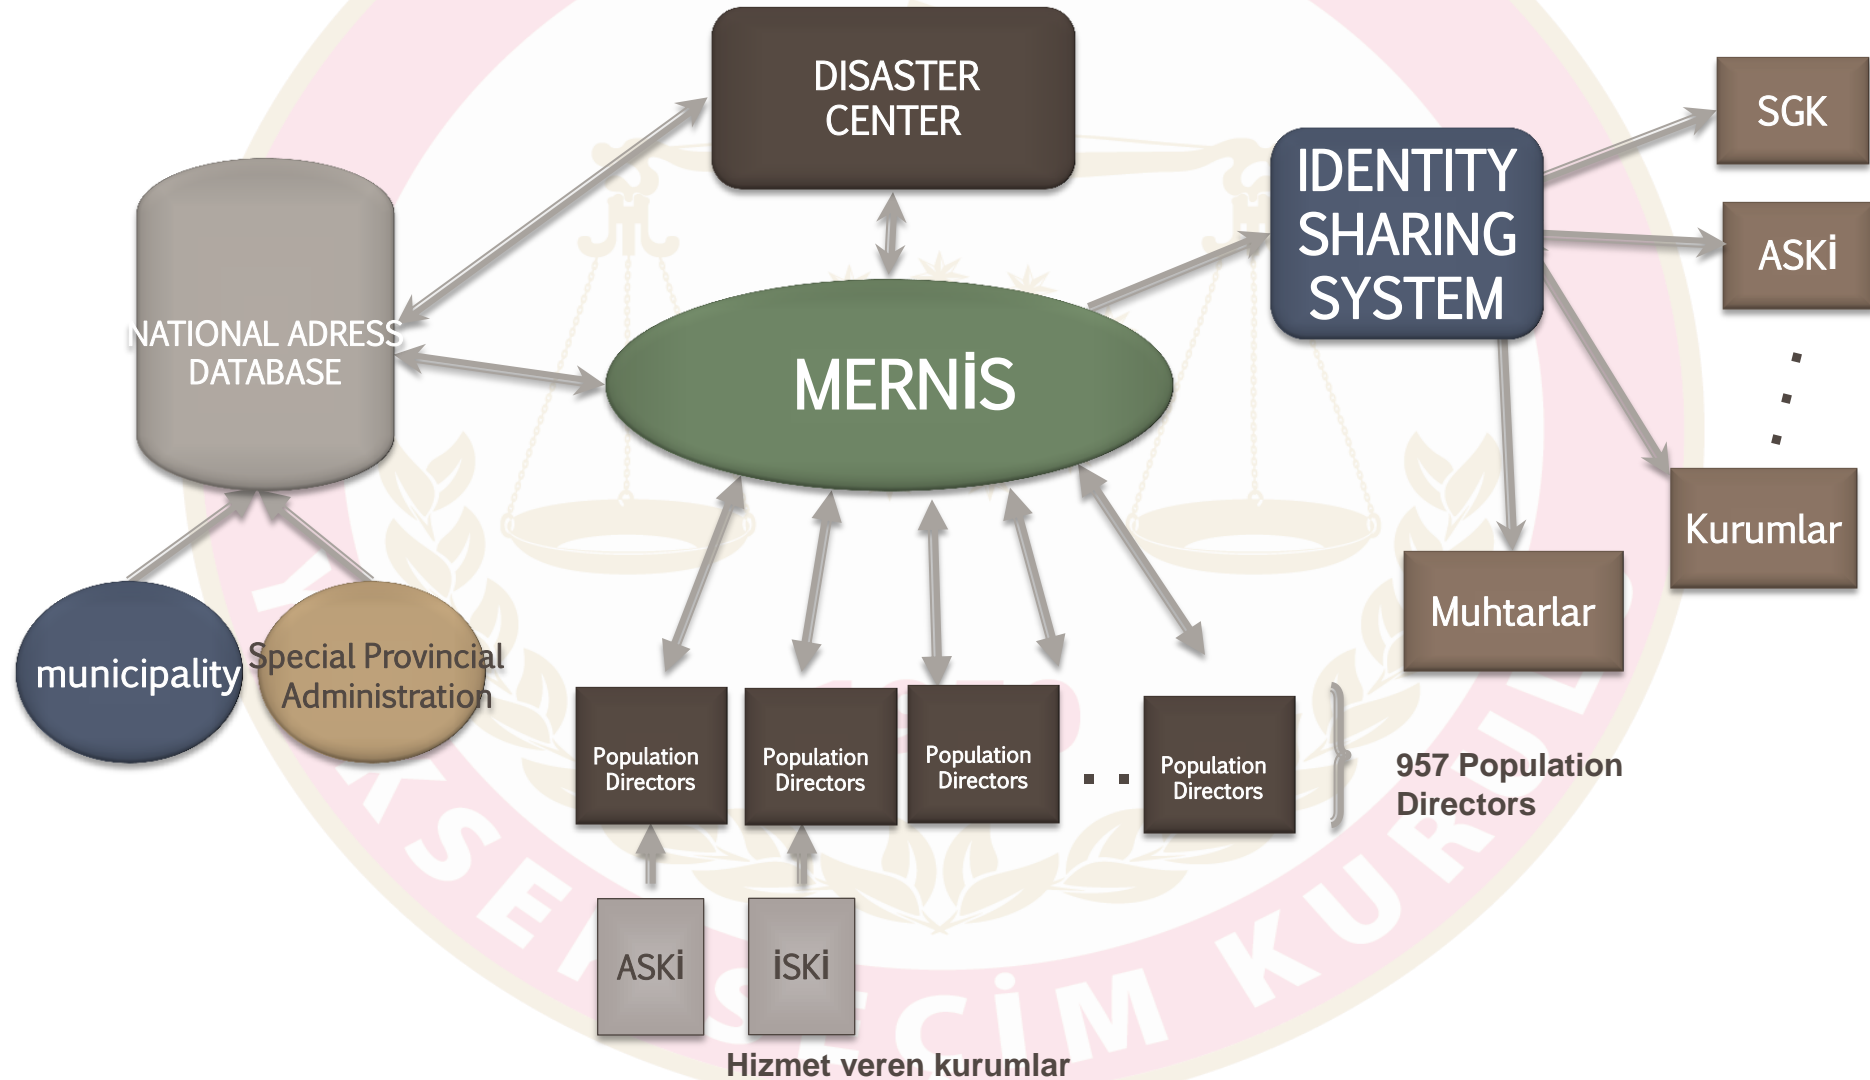 DISASTER
CENTER
SGK
IDENTITY
SHARING
SYSTEM
ASKİ
NATIONAL ADRESS
DATABASE
MERNİS
Kurumlar
Muhtarlar
municipality
Special Provincial
Administration
Population
Directors
Population
Directors
Population
Directors
Population
Directors
957 Population
Directors
ASKİ
İSKİ
Hizmet veren kurumlar